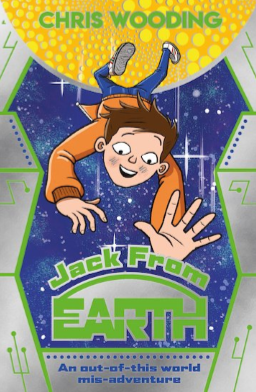 CHRIS WOODING
Jack From
EARTH
An out-of-this world
mis-adventure